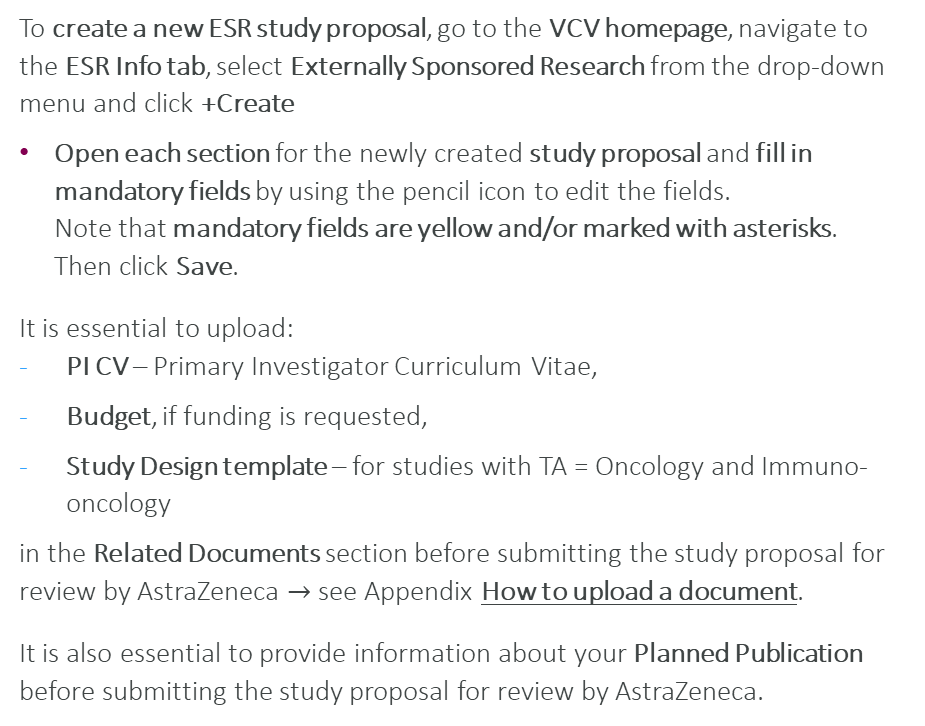 To create a new ESR study proposal, go to the VCV homepage, navigate to
the ESR Info tab, select Externally Sponsored Research from the drop-down
menu and click +Create
• Open each section for the newly created study proposal and fill in
mandatory fields by using the pencil icon to edit the fields.
Note that mandatory fields are yellow and/or marked with asterisks.
Then click Save.
It is essential to upload:
- PI CV – Primary Investigator Curriculum Vitae,
- Budget, if funding is requested,
- Study Design template – for studies with TA = Oncology and Immuno-
oncology
in the Related Documents section before submitting the study proposal for
review by AstraZeneca → see Appendix How to upload a document.
It is also essential to provide information about your Planned Publication
before submitting the study proposal for review by AstraZeneca.